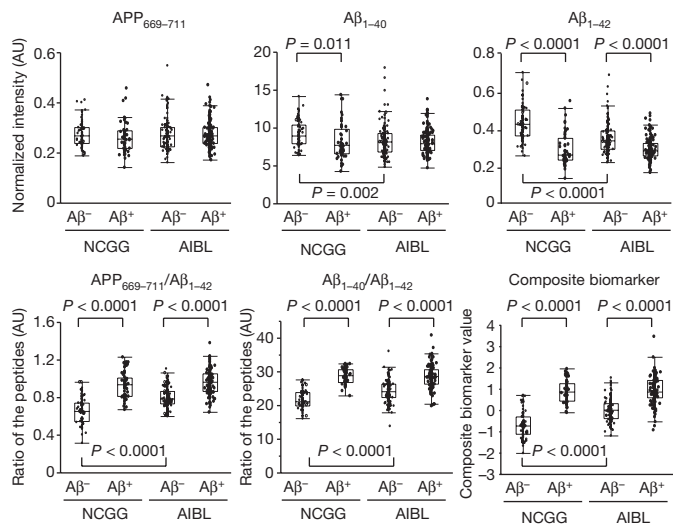 APP669–711
Aβ1–40
Aβ1–42
Normalized intensity (AU)
0.6
0.4
0.2
0
Aβ− Aβ+ Aβ− Aβ+
NCGG AIBL
20
15
10
5
0
P = 0.011
P = 0.002
Aβ− Aβ+ Aβ− Aβ+
NCGG AIBL
0.8
0.6
0.4
0.2
0
P < 0.0001 P < 0.0001
P < 0.0001
Aβ− Aβ+ Aβ− Aβ+
NCGG AIBL
APP669–711/Aβ1–42
Aβ1–40/Aβ1–42
Composite biomarker
Ratio of the peptides (AU)
1.6
1.2
0.8
0.4
0
P < 0.0001 P < 0.0001
P < 0.0001
Aβ− Aβ+ Aβ− Aβ+
NCGG AIBL
Ratio of the peptides (AU)
50
40
30
20
10
0
P < 0.0001 P < 0.0001
P < 0.0001
Aβ− Aβ+ Aβ− Aβ+
NCGG AIBL
Composite biomarker value
4
3
2
1
0
−1
−2
−3
P < 0.0001 P < 0.0001
P < 0.0001
Aβ− Aβ+ Aβ− Aβ+
NCGG AIBL